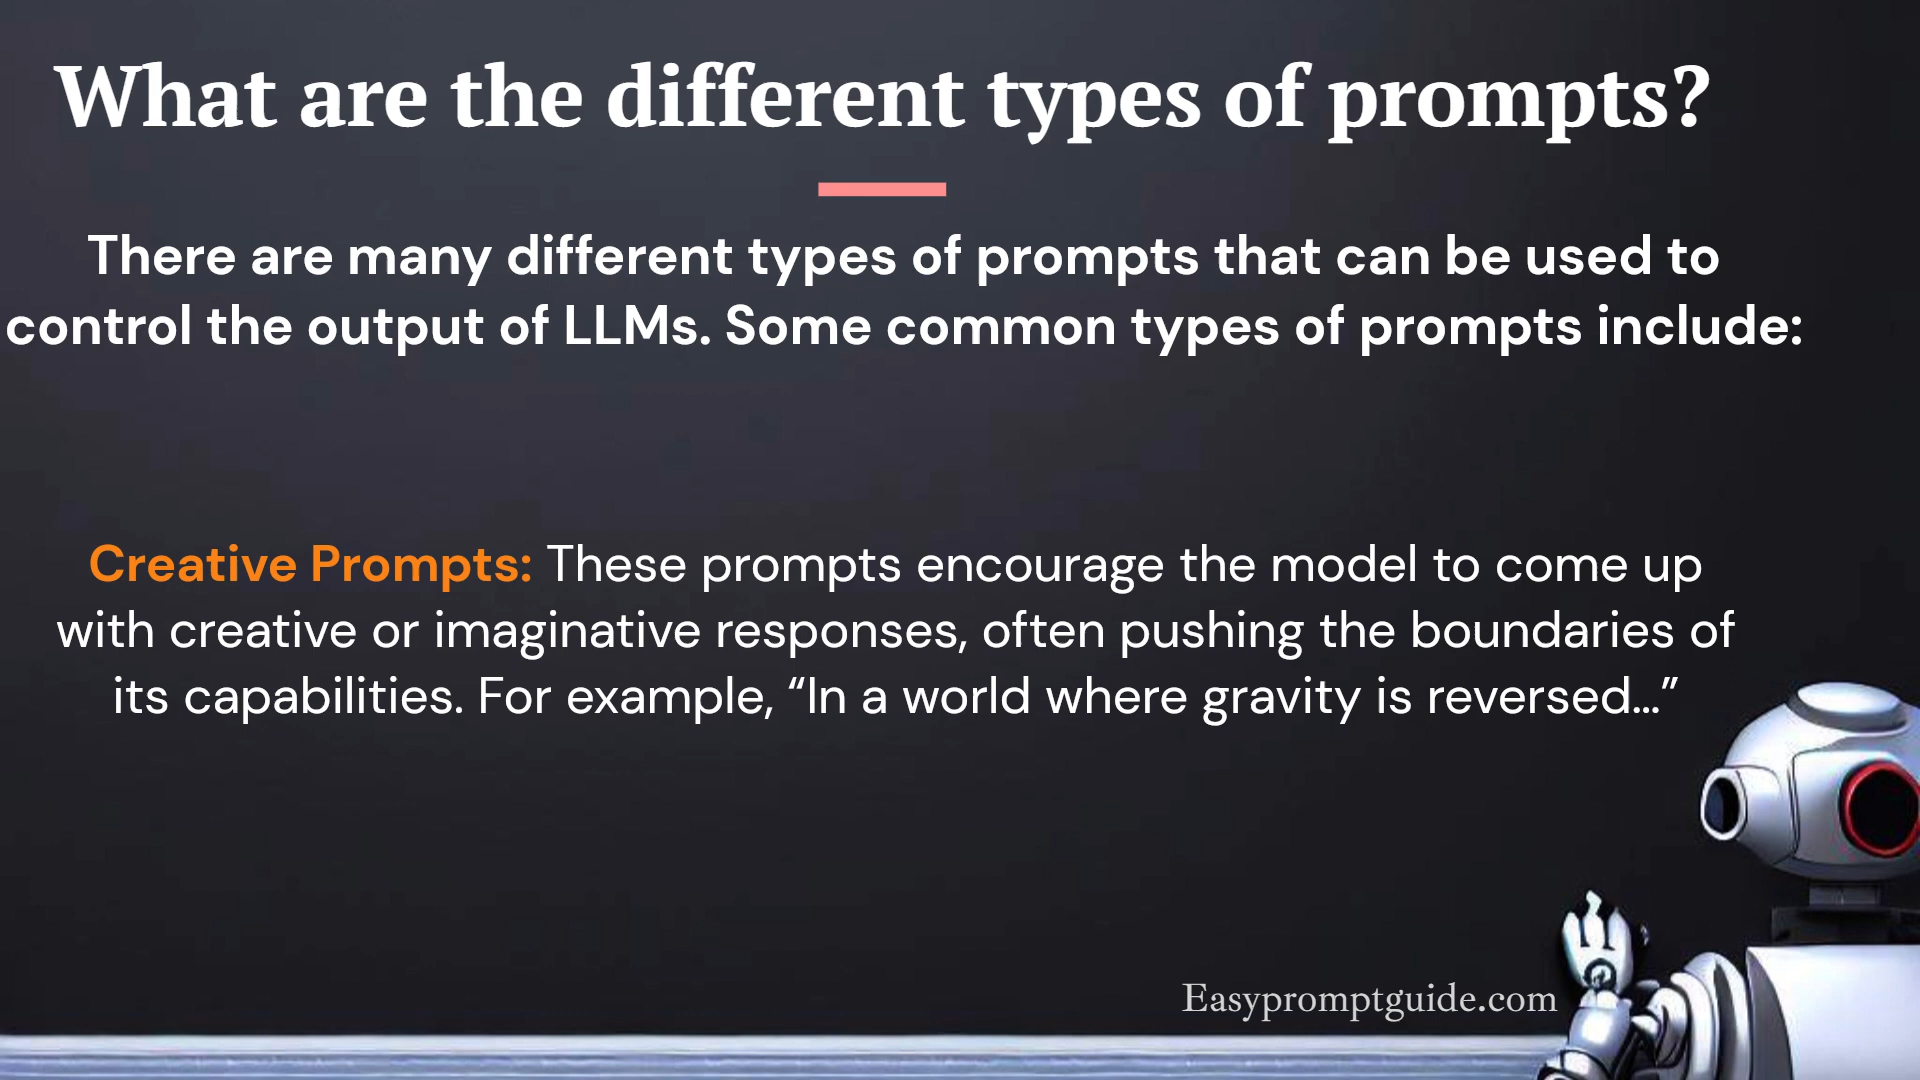 What are the different types of prompts?
There are many different types of prompts that can be used to
control the output of LLMs. Some common types of prompts include:
Creative Prompts: These prompts encourage the model to come up
with creative or imaginative responses, often pushing the boundaries of
its capabilities. For example, “In a world where gravity is reversed...”
Easypromptguide.com